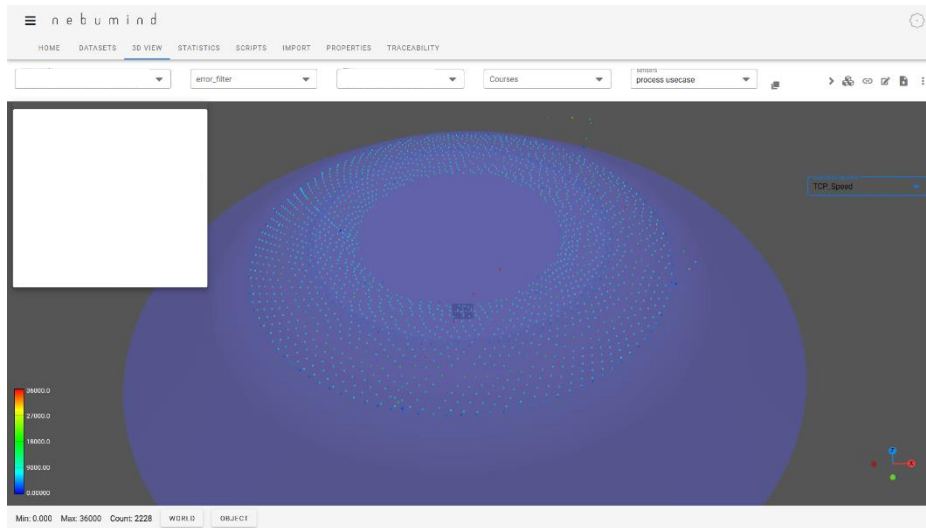 nebumind
HOME DATASETS 3D VIEW STATISTICS SCRIPTS IMPORT PROPERTIES TRACEABILITY
error_filter Courses process usecase
TCP_Speed
36000.0
27000.0
18000.0
9000.00
0.00000
Z
X
Min: 0.000 Max: 36000 Count: 2228 WORLD OBJECT